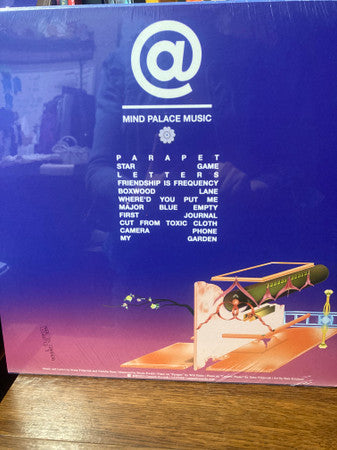 @
MIND PALACE MUSIC
PARAPET
STAR GAME
LETTERS
FRIENDSHIP IS FREQUENCY
BOXWOOD LANE
WHERE'D YOU PUT ME
MAJOR BLUE EMPTY
FIRST JOURNAL
CUT FROM TOXIC CLOTH
CAMERA PHONE
MY GARDEN